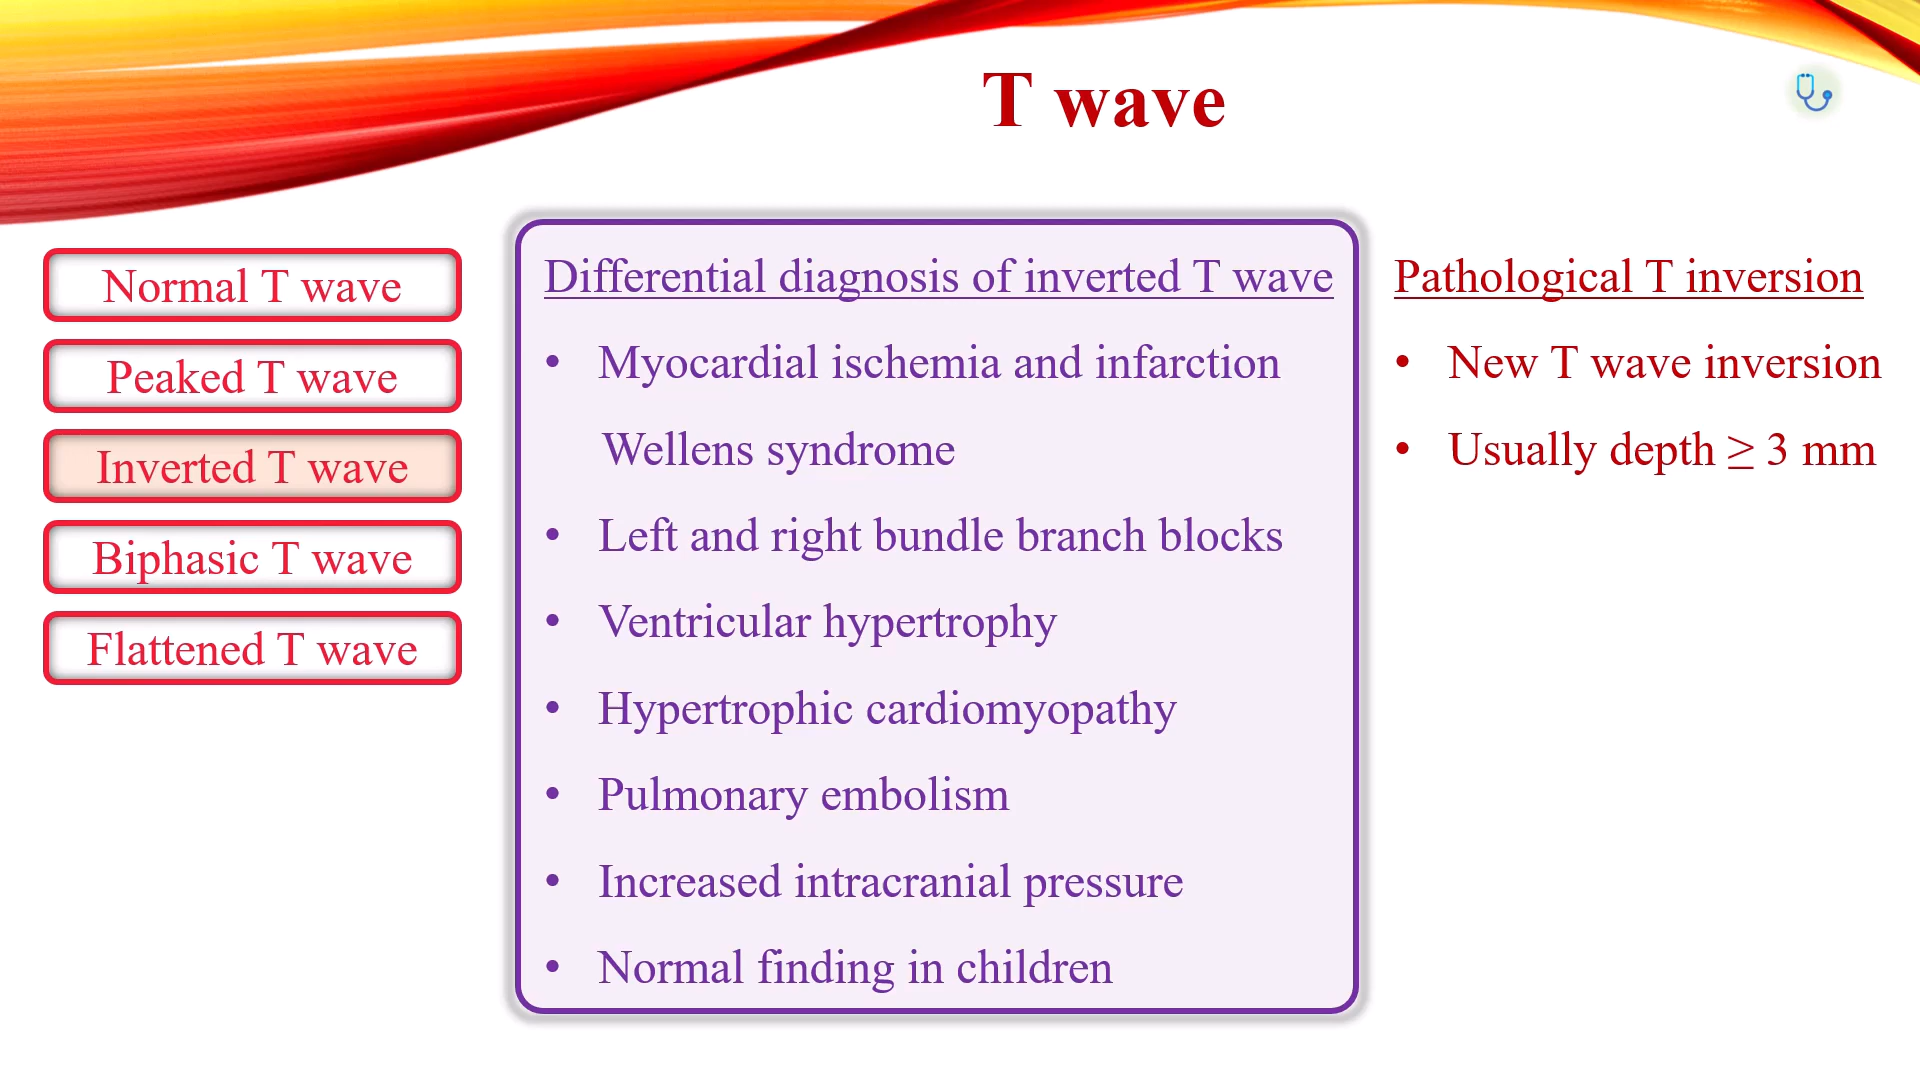 T wave
Normal T wave
Peaked T wave
Inverted T wave
Biphasic T wave
Flattened T wave
Differential diagnosis of inverted T wave
• Myocardial ischemia and infarction
Wellens syndrome
• Left and right bundle branch blocks
• Ventricular hypertrophy
• Hypertrophic cardiomyopathy
• Pulmonary embolism
• Increased intracranial pressure
• Normal finding in children
Pathological T inversion
• New T wave inversion
• Usually depth ≥ 3 mm